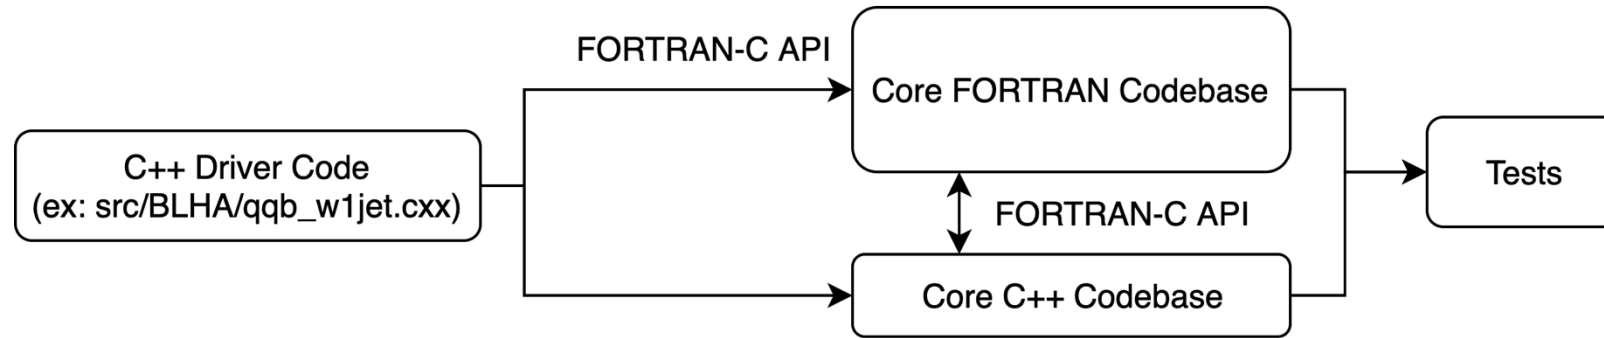 FORTRAN-C API
Core FORTRAN Codebase
C++ Driver Code
(ex: src/BLHA/qqb_w1jet.cxx)
Tests
FORTRAN-C API
Core C++ Codebase